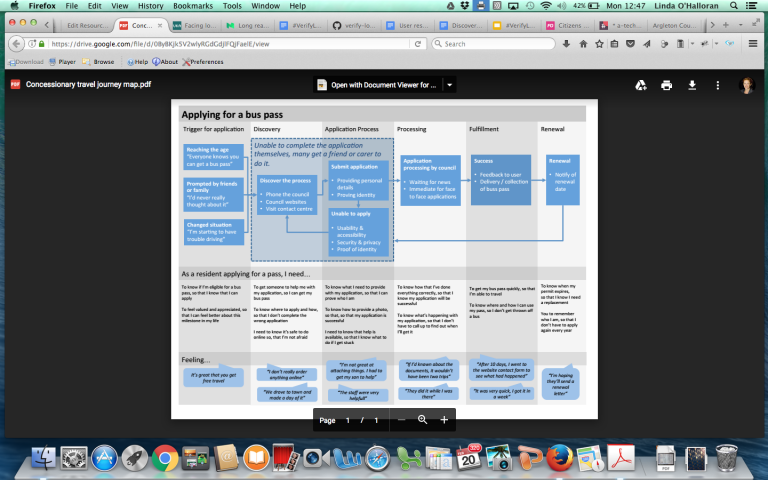 Firefox File Edit View History Bookmarks Tools Window Help
42% Mon 12:47 Linda O'Halloran
Edit Resourc Conc... Discovery Facing lo Long rea #VerifyL verify-lo User res Discover #VerifyL Citizens * a-tech Argleton Coun
https://drive.google.com/file/d/0ByBKjkSV2wIyRGdGdJFQJFaelE/view
Search
Download Player Browse Help About Preferences
Concessionary travel journey map.pdf
Open with Document Viewer for ...
Applying for a bus pass
Trigger for application Discovery Application Process Processing Fulfillment Renewal
Unable to complete the application
themselves, many get a friend or carer to
do it.
Reaching the age
"Everyone knows you
can get a bus pass"
Prompted by friends
or family
"I'd never really
thought about it"
Changed situation
"I'm starting to have
trouble driving"
Discover the process
• Phone the council
• Council websites
• Visit contact centre
Submit application
• Providing personal
details
• Proving identity
Unable to apply
• Usability &
accessibility
• Security & privacy
• Proof of identity
Application
processing by council
• Waiting for news
• Immediate for face
to face applications
Success
• Feedback to user
• Delivery / collection
of buss pass
Renewal
• Notify of
renewal
date
As a resident applying for a pass, I need...
To know if I'm eligible for a
bus pass, so that I know that I can
apply
To feel valued and appreciated, so
that I can feel better about this
milestone in my life
To get someone to help me with
my application, so I can get my
bus pass
To know where to apply and how,
so that I don't complete the
wrong application
I need to know it's safe to do
online so, that I'm not afraid
To know what I need to provide
with my application, so that I can
prove who I am
To know how to provide a photo,
so that, so that my application is
successful
I need to know that help is
available, so that I know what to
do if I get stuck
To know how that I've done
everything correctly, so that I
know my application will be
successful
To know what's happening with
my application, so that I don't
have to call up to find out when
I'll get it
To get my bus pass quickly, so that
I'm able to travel
To know where and how I can use
my pass, so I don't get thrown off
a bus
To know when my
permit expires,
so that I know I need
a replacement
You to remember
who I am, so that I
don't have to apply
again every year
Feeling...
It's great that you get
free travel
"I don't really order
anything online"
"We drove to town and
made a day of it"
"I'm not great at
attaching things. I had to
get my son to help"
"The staff were very
helpful!"
"If I'd known about the
documents, it wouldn't
have been two trips"
"They did it while I was
there"
"After 10 days, I went to
the website contact form to
see what had happened"
"It was very quick, I got it in
a week"
"I'm hoping
they'll send a
renewal
letter"
Page 1 / 1